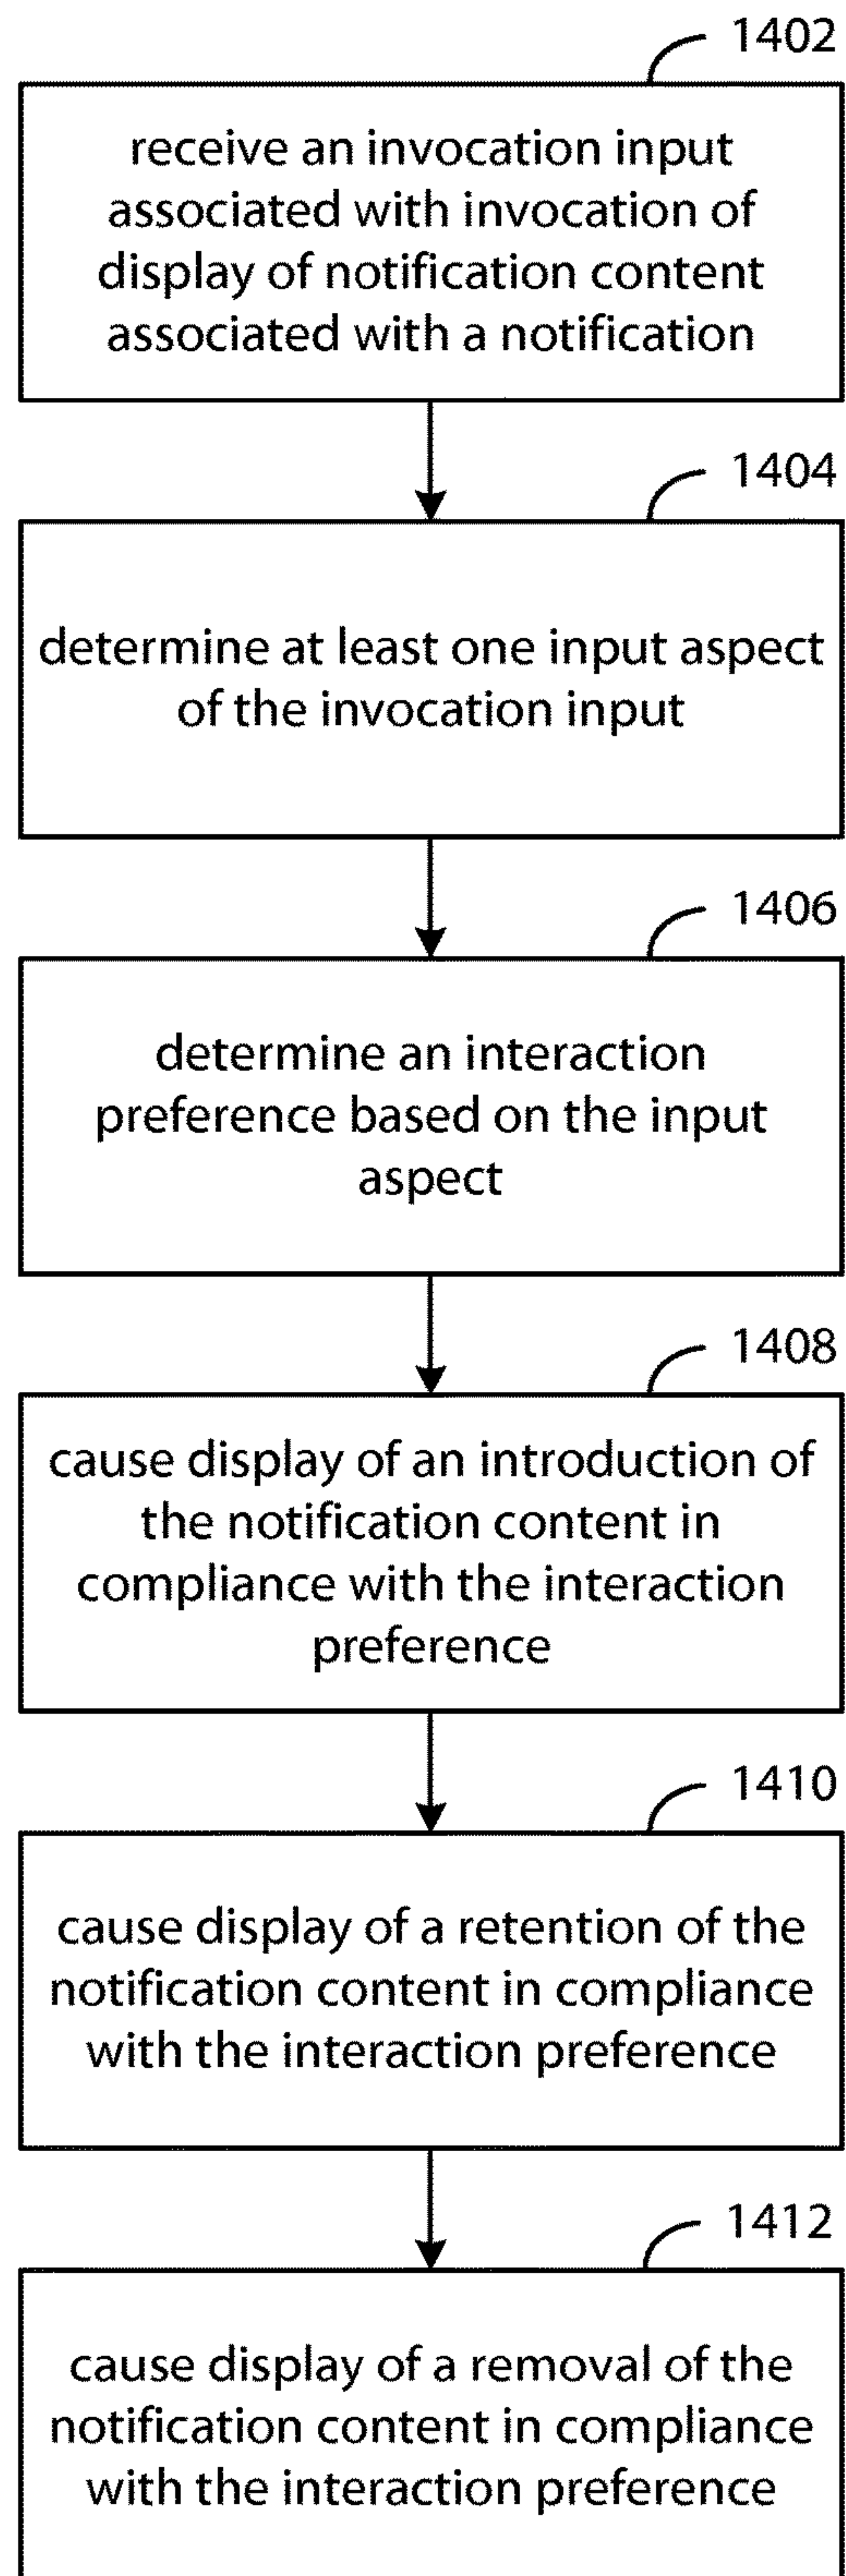 1402
receive an invocation input
associated with invocation of
display of notification content
associated with a notification
1404
determine at least one input aspect
of the invocation input
1406
determine an interaction
preference based on the input
aspect
1408
cause display of an introduction of
the notification content in
compliance with the interaction
preference
1410
cause display of a retention of the
notification content in compliance
with the interaction preference
1412
cause display of a removal of the
notification content in compliance
with the interaction preference